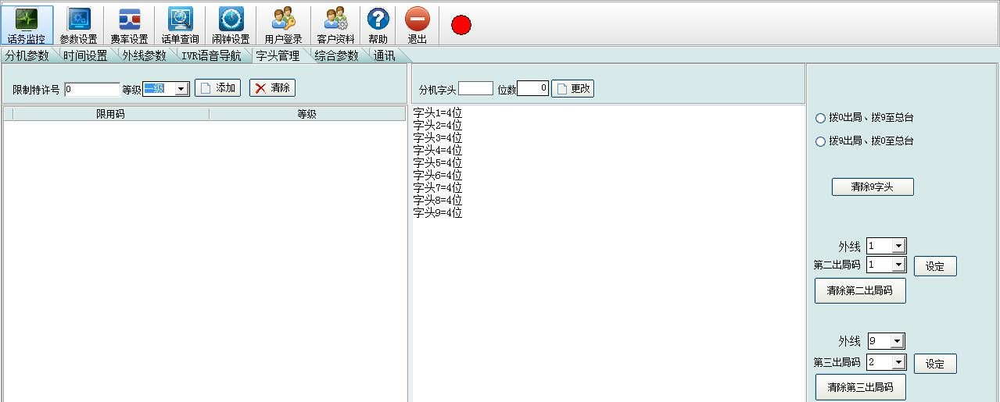 话务监控 参数设置 费率设置 话单查询 闹钟设置 用户登录 客户资料 帮助 退出
分机参数 时间设置 外线参数 IVR语音导航 字头管理 综合参数 通讯
限制特许号 0 等级 一级 添加 清除
分机字头 位数 0 更改
限用码 等级
字头1=4位
字头2=4位
字头3=4位
字头4=4位
字头5=4位
字头6=4位
字头7=4位
字头8=4位
字头9=4位
拨0出局、拨9至总台
拨9出局、拨0至总台
清除9字头
外线 1
第二出局码 1 设定
清除第二出局码
外线 9
第三出局码 2 设定
清除第三出局码